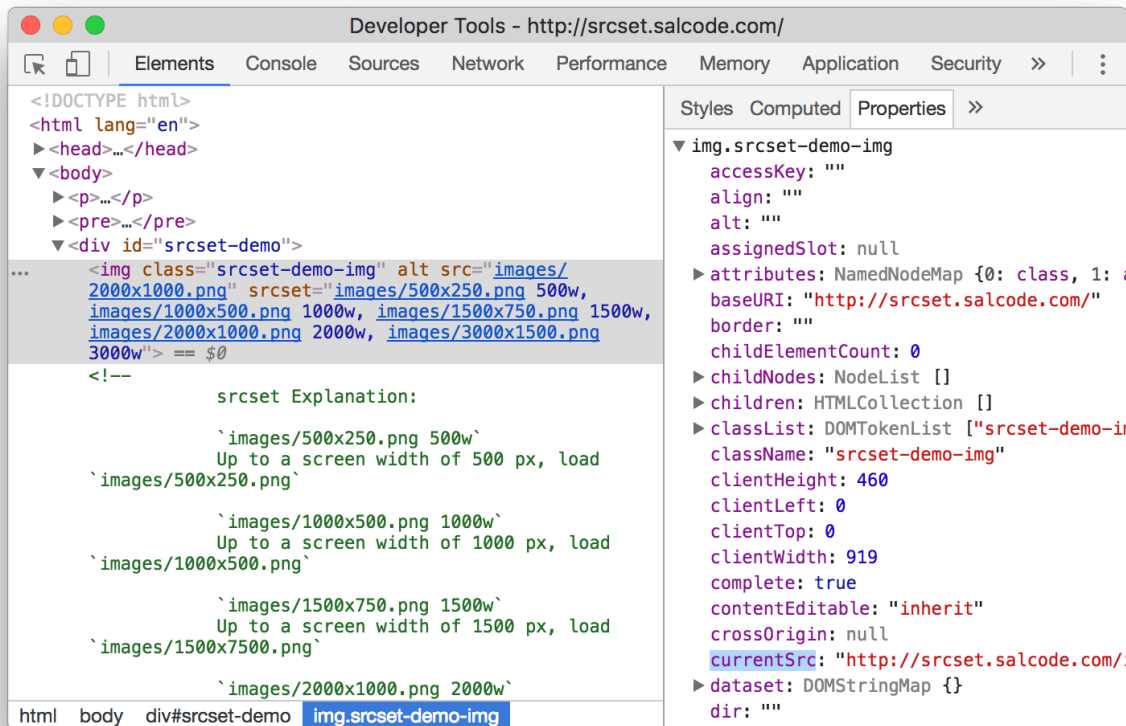 Developer Tools - http://srcset.salcode.com/
Elements Console Sources Network Performance Memory Application Security »
<!DOCTYPE html>
<html lang="en">
▶<head>…</head>
▼<body>
▶<p>…</p>
▶<pre>…</pre>
▼<div id="srcset-demo">
<img class="srcset-demo-img" alt src="images/
2000x1000.png" srcset="images/500x250.png 500w,
images/1000x500.png 1000w, images/1500x750.png 1500w,
images/2000x1000.png 2000w, images/3000x1500.png
3000w"> == $0
<!--
srcset Explanation:
`images/500x250.png 500w`
Up to a screen width of 500 px, load
`images/500x250.png`
`images/1000x500.png 1000w`
Up to a screen width of 1000 px, load
`images/1000x500.png`
`images/1500x750.png 1500w`
Up to a screen width of 1500 px, load
`images/1500x7500.png`
`images/2000x1000.png 2000w`
html body div#srcset-demo img.srcset-demo-img
Styles Computed Properties »
▼ img.srcset-demo-img
accessKey: ""
align: ""
alt: ""
assignedSlot: null
▶ attributes: NamedNodeMap {0: class, 1: a
baseURI: "http://srcset.salcode.com/"
border: ""
childElementCount: 0
▶ childNodes: NodeList []
▶ children: HTMLCollection []
▶ classList: DOMTokenList ["srcset-demo-im
className: "srcset-demo-img"
clientHeight: 460
clientLeft: 0
clientTop: 0
clientWidth: 919
complete: true
contentEditable: "inherit"
crossOrigin: null
currentSrc: "http://srcset.salcode.com/
▶ dataset: DOMStringMap {}
dir: ""